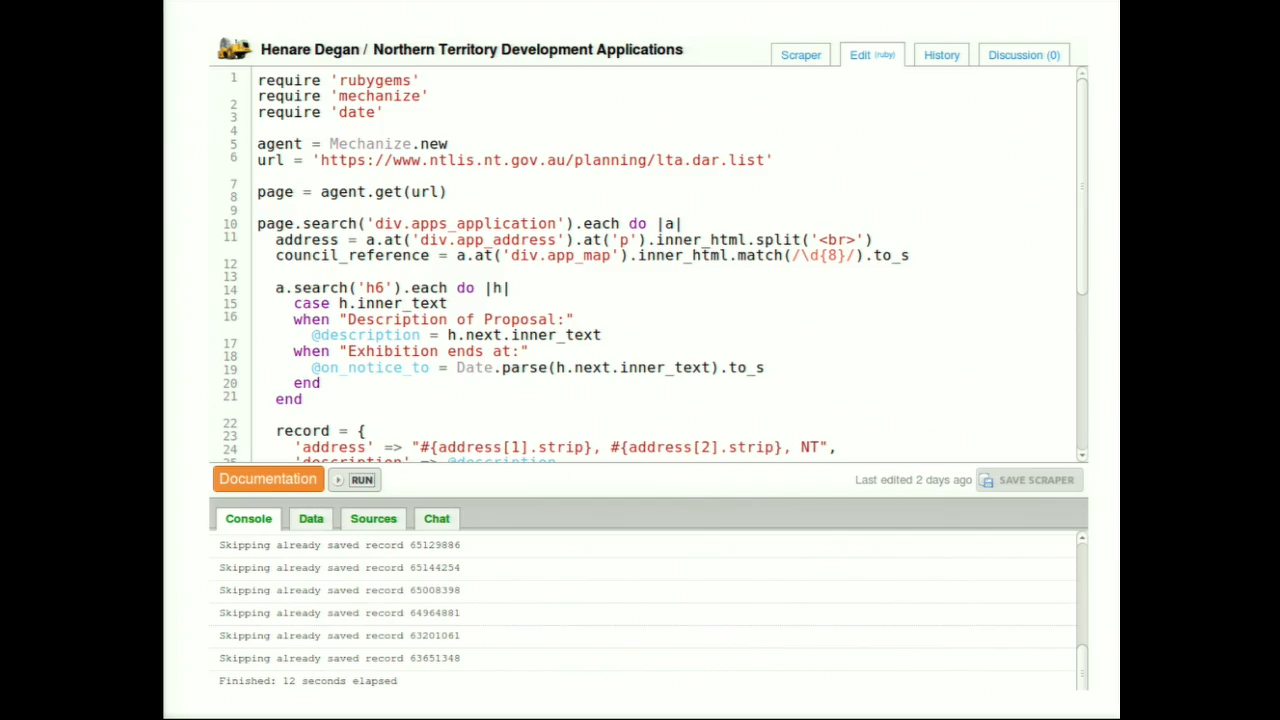 Henare Degan / Northern Territory Development Applications
Scraper
Edit (ruby)
History
Discussion (0)
1 require 'rubygems'
require 'mechanize'
2 require 'date'
3
4
5 agent = Mechanize.new
6 url = 'https://www.ntlis.nt.gov.au/planning/lta.dar.list'
7
8 page = agent.get(url)
9
10 page.search('div.apps_application').each do |a|
11 address = a.at('div.app_address').at('p').inner_html.split('<br>')
council_reference = a.at('div.app_map').inner_html.match(/\d{8}/).to_s
12
13
14 a.search('h6').each do |h|
15 case h.inner_text
16 when "Description of Proposal:"
@description = h.next.inner_text
17 when "Exhibition ends at:"
18
19 @on_notice_to = Date.parse(h.next.inner_text).to_s
20 end
21 end
22
23 record = {
24 'address' => "#{address[1].strip}, #{address[2].strip}, NT",
25 'description' => @description
Documentation
RUN
Last edited 2 days ago
SAVE SCRAPER
Console
Data
Sources
Chat
Skipping already saved record 65129886
Skipping already saved record 65144254
Skipping already saved record 65008398
Skipping already saved record 64964881
Skipping already saved record 63201061
Skipping already saved record 63651348
Finished: 12 seconds elapsed